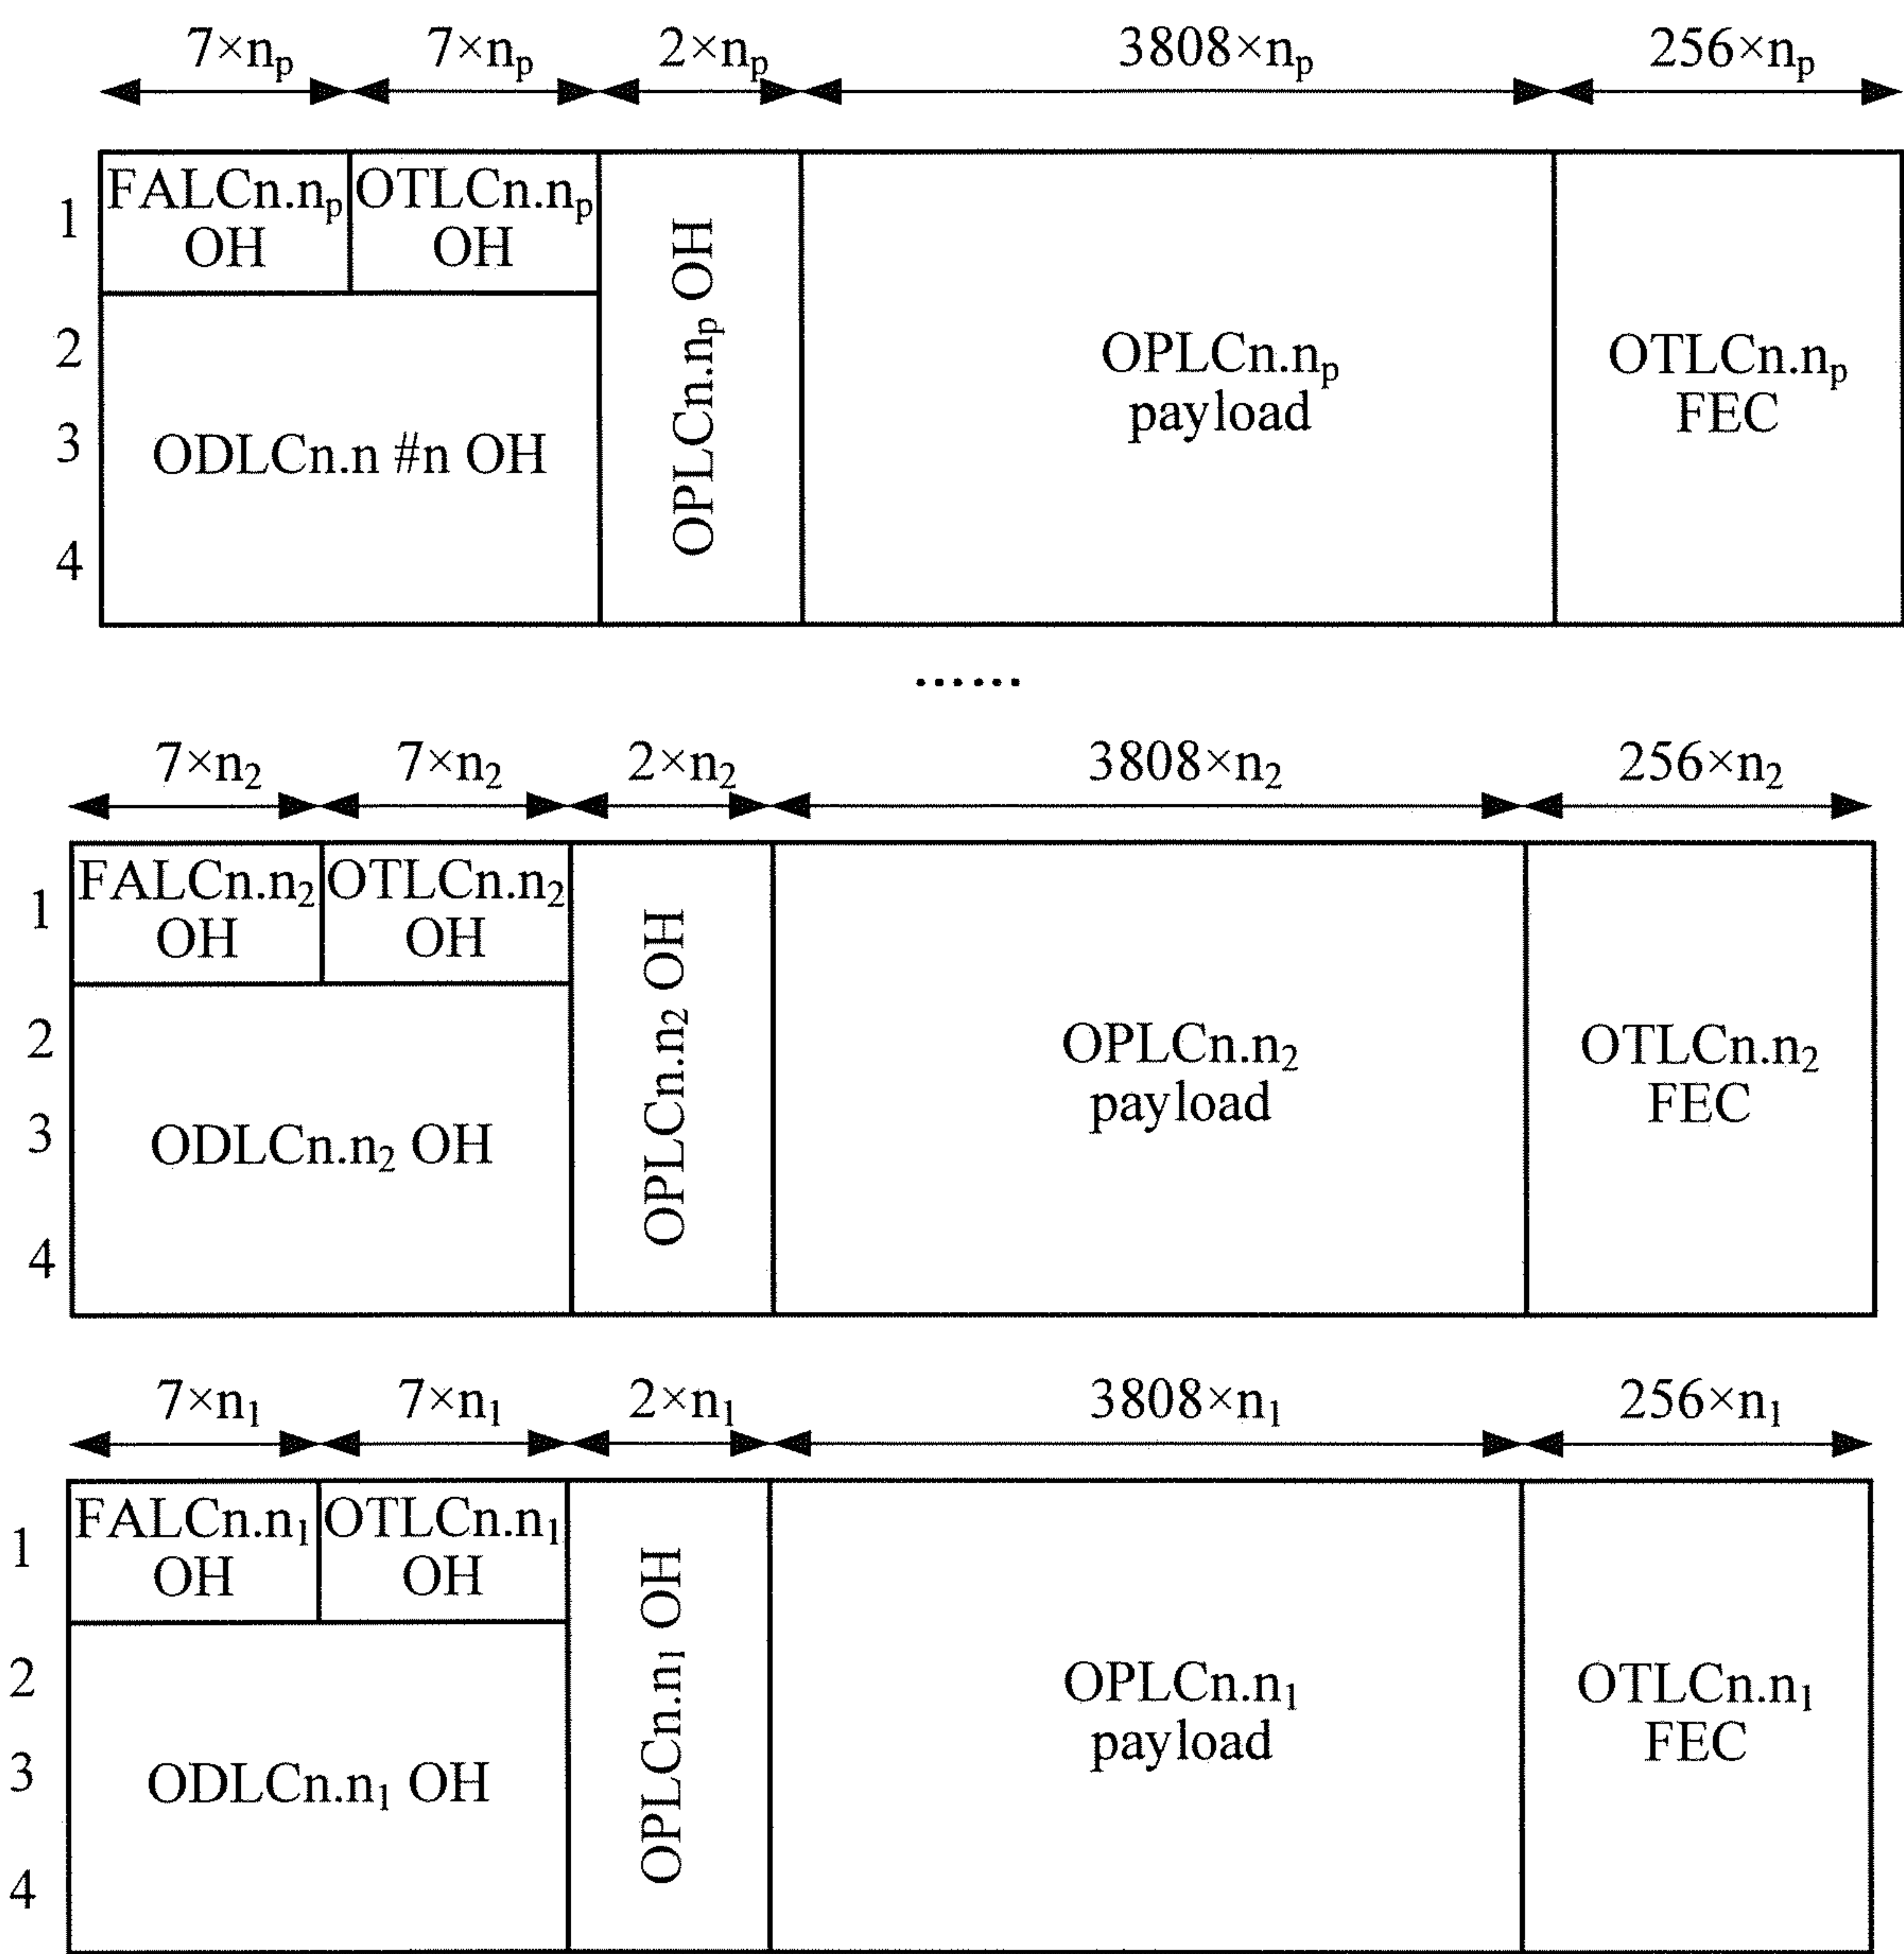 7×nₚ 7×nₚ 2×nₚ 3808×nₚ 256×nₚ
FALCn.nₚ OH
OTLCn.nₚ OH
1
2
3
4
ODLCn.n #n OH
OPLCn.nₚ OH
OPLCn.nₚ
payload
OTLCn.nₚ
FEC
......
7×n₂ 7×n₂ 2×n₂ 3808×n₂ 256×n₂
FALCn.n₂ OH
OTLCn.n₂ OH
1
2
3
4
ODLCn.n₂ OH
OPLCn.n₂ OH
OPLCn.n₂
payload
OTLCn.n₂
FEC
7×n₁ 7×n₁ 2×n₁ 3808×n₁ 256×n₁
FALCn.n₁ OH
OTLCn.n₁ OH
1
2
3
4
ODLCn.n₁ OH
OPLCn.n₁ OH
OPLCn.n₁
payload
OTLCn.n₁
FEC